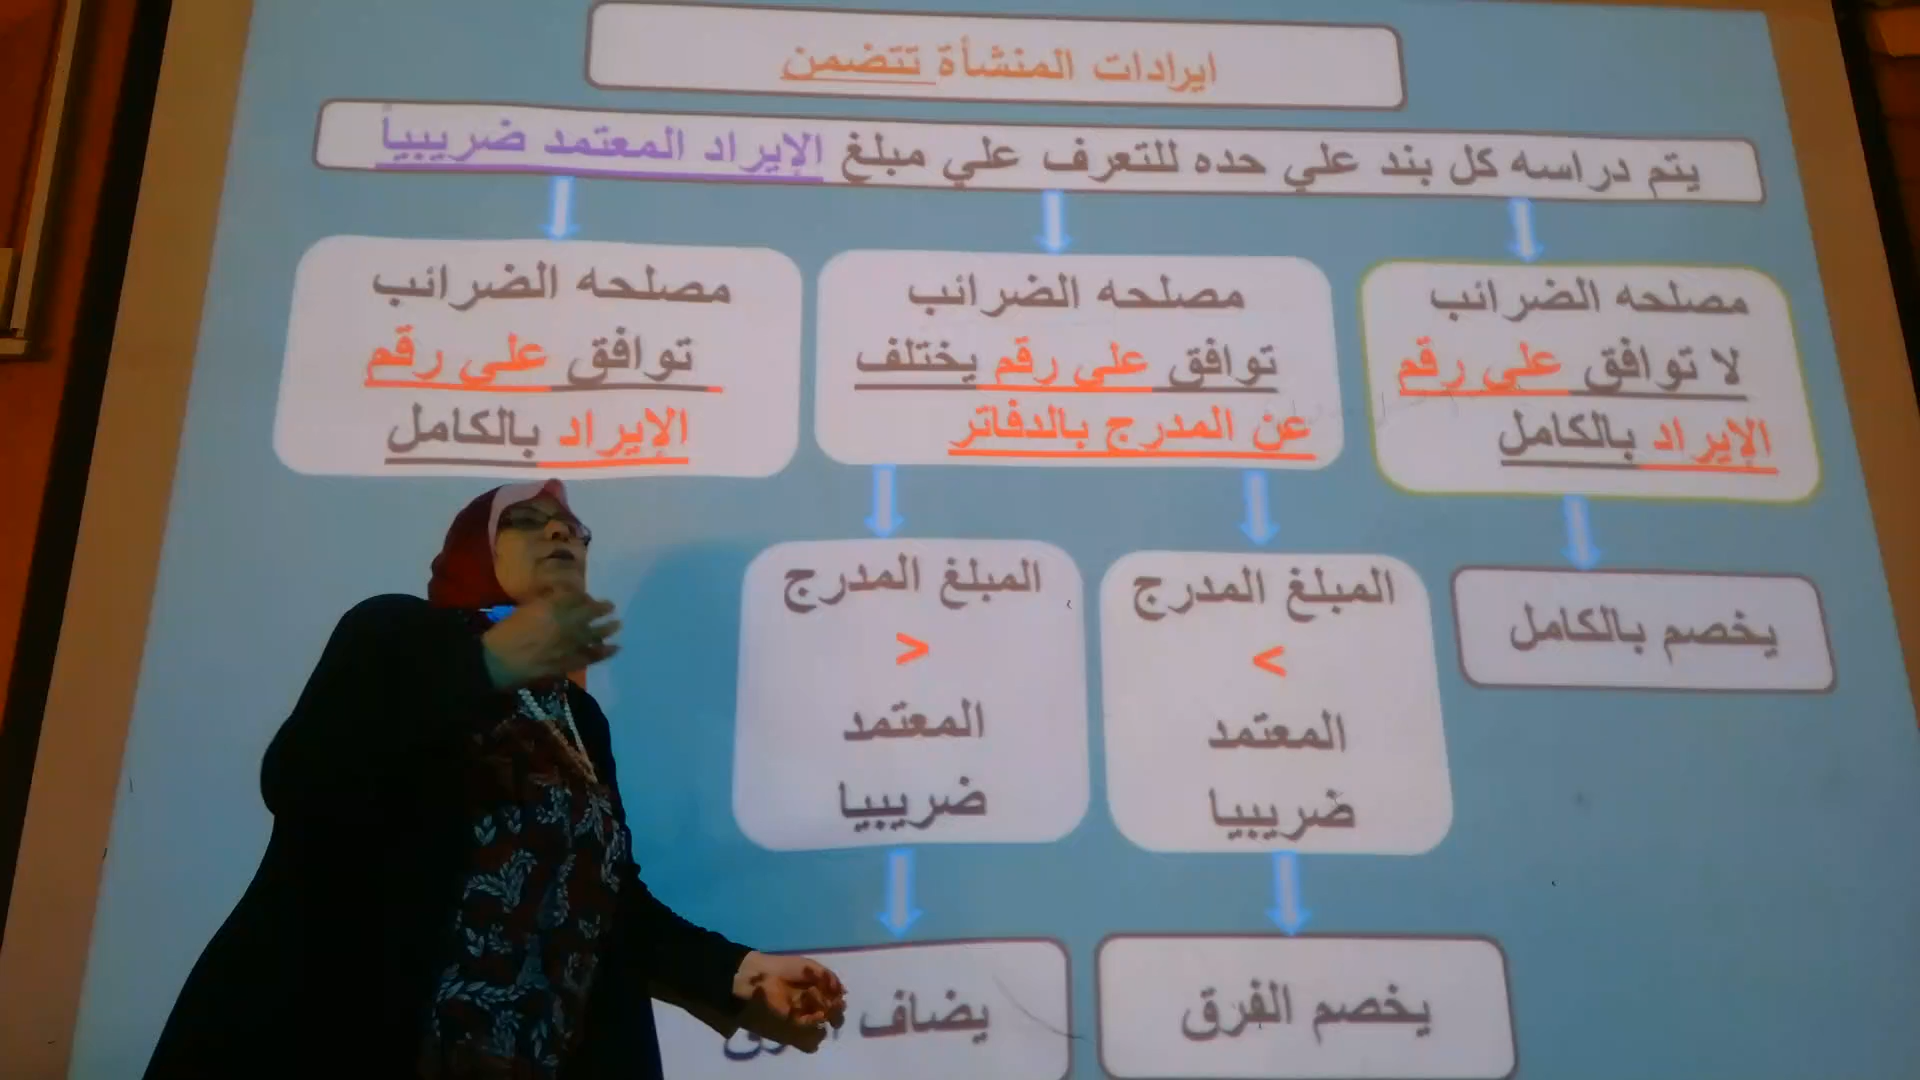 ايرادات المنشأة تتضمن
يتم دراسه كل بند علي حده للتعرف علي مبلغ الإيراد المعتمد ضريبياً
مصلحه الضرائب
لا توافق على رقم
الإيراد بالكامل
يخصم بالكامل
مصلحه الضرائب
توافق على رقم يختلف
عن المدرج بالدفاتر
المبلغ المدرج
<
المعتمد
ضريبيا
يخصم الفرق
المبلغ المدرج
>
المعتمد
ضريبيا
يضاف
مصلحه الضرائب
توافق على رقم
الإيراد بالكامل